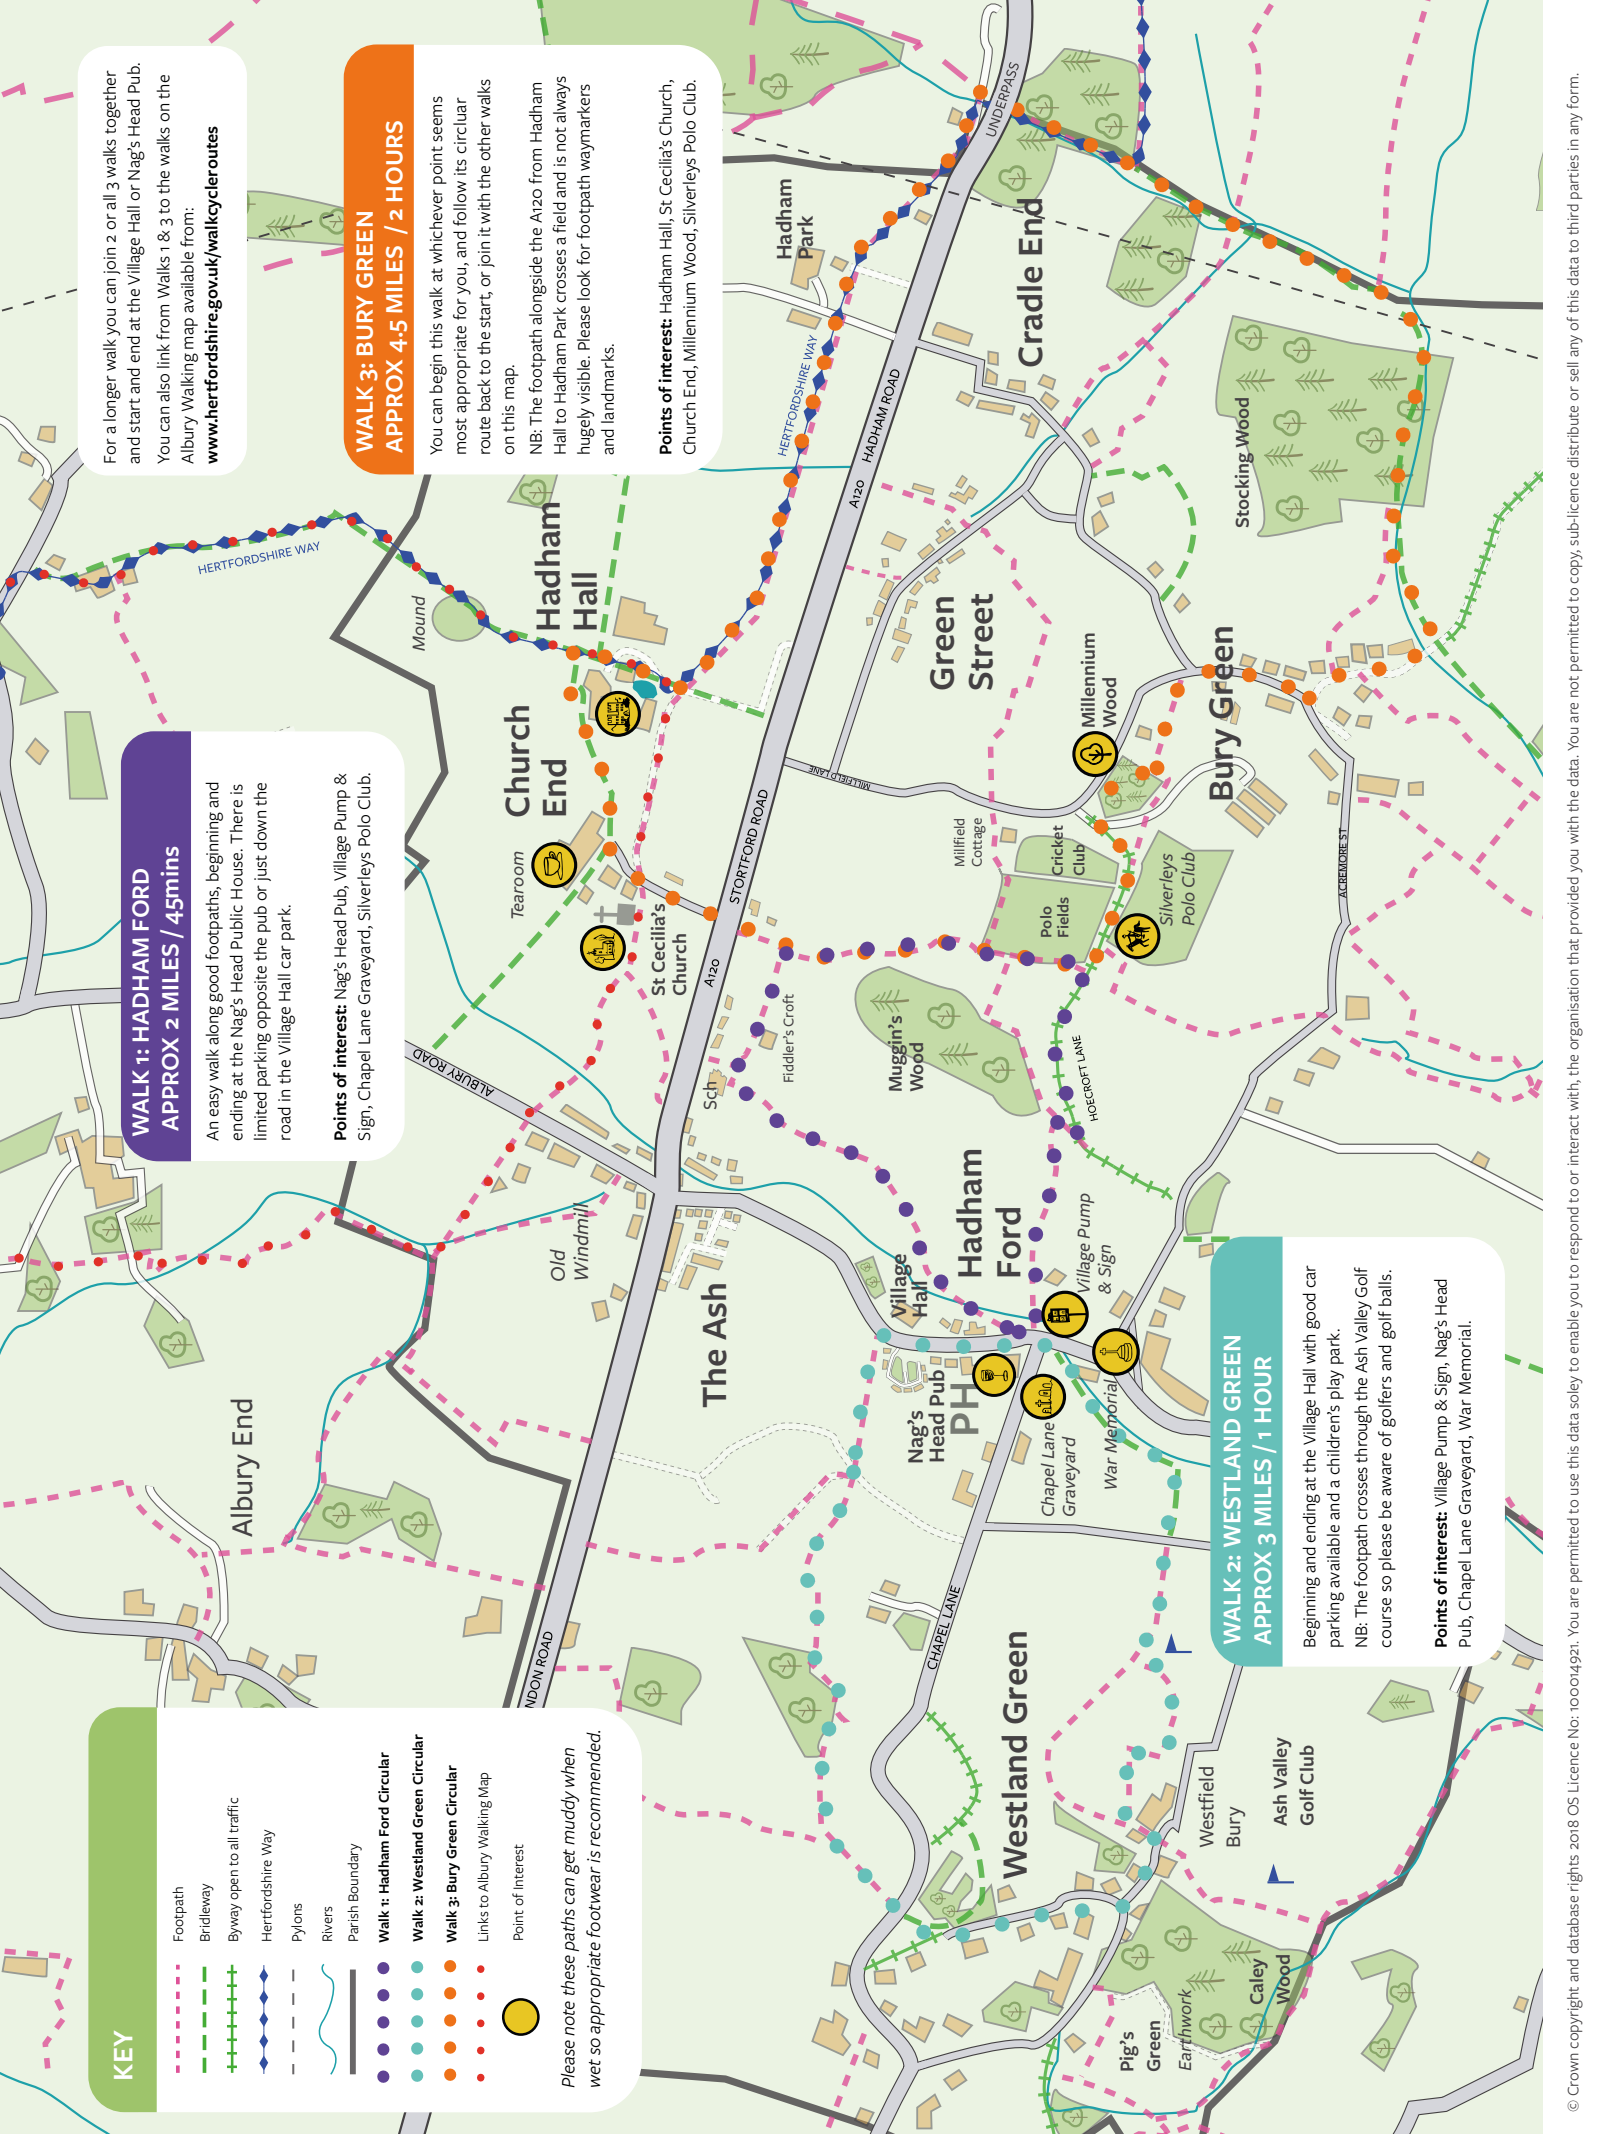 KEY
Footpath
Bridleway
Byway open to all traffic
Hertfordshire Way
Pylons
Rivers
Parish Boundary
Walk 1: Hadham Ford Circular
Walk 2: Westland Green Circular
Walk 3: Bury Green Circular
Links to Albury Walking Map
Point of Interest
Please note these paths can get muddy when
wet so appropriate footwear is recommended.
WALK 1: HADHAM FORD
APPROX 2 MILES / 45mins
An easy walk along good footpaths, beginning and
ending at the Nag's Head Public House. There is
limited parking opposite the pub or just down the
road in the Village Hall car park.
Points of interest: Nag's Head Pub, Village Pump &
Sign, Chapel Lane Graveyard, Silverleys Polo Club.
For a longer walk you can join 2 or all 3 walks together
and start and end at the Village Hall or Nag's Head Pub.
You can also link from Walks 1 & 3 to the walks on the
Albury Walking map available from:
www.hertfordshire.gov.uk/walkcycleroutes
WALK 3: BURY GREEN
APPROX 4.5 MILES / 2 HOURS
You can begin this walk at whichever point seems
most appropriate for you, and follow its circluar
route back to the start, or join it with the other walks
on this map.
NB: The footpath alongside the A120 from Hadham
Hall to Hadham Park crosses a field and is not always
hugely visible. Please look for footpath waymarkers
and landmarks.
Points of interest: Hadham Hall, St Cecilia's Church,
Church End, Millennium Wood, Silverleys Polo Club.
WALK 2: WESTLAND GREEN
APPROX 3 MILES / 1 HOUR
Beginning and ending at the Village Hall with good car
parking available and a children's play park.
NB: The footpath crosses through the Ash Valley Golf
course so please be aware of golfers and golf balls.
Points of interest: Village Pump & Sign, Nag's Head
Pub, Chapel Lane Graveyard, War Memorial.
Albury End
HERTFORDSHIRE WAY
Mound
ALBURY ROAD
Hadham
Hall
Church
End
Tearoom
St Cecilia's
Church
Old
Windmill
The Ash
NDON ROAD
A120
STORTFORD ROAD
Sch
Fiddler's Croft
HERTFORDSHIRE WAY
Hadham
Park
A120
HADHAM ROAD
UNDERPASS
Cradle End
Green
Street
MILLFIELD LANE
Millfield
Cottage
Cricket
Club
Polo
Fields
Silverleys
Polo Club
Millennium
Wood
Bury Green
Stocking Wood
ACREMORE ST
Muggin's
Wood
HOECROFT LANE
Hadham
Ford
Village
Hall
Village Pump
& Sign
Nag's
Head Pub
PH
Chapel Lane
Graveyard
War Memorial
CHAPEL LANE
Westland Green
Westfield
Bury
Ash Valley
Golf Club
Caley
Wood
Pig's
Green
Earthwork
© Crown copyright and database rights 2018 OS Licence No: 100014921. You are permitted to use this data soley to enable you to respond to or interact with, the organisation that provided you with the data. You are not permitted to copy, sub-licence distribute or sell any of this data to third parties in any form.